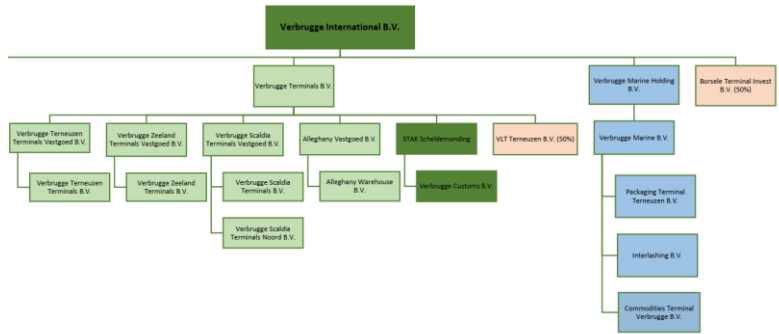 Verbrugge International B.V.
Verbrugge Terminals B.V.
Verbrugge Marine Holding
B.V.
Borsele Terminal Invest
B.V. (50%)
Verbrugge Terneuzen
Terminals Vastgoed B.V.
Verbrugge Zeeland
Terminals Vastgoed B.V.
Verbrugge Scaldia
Terminals Vastgoed B.V.
Alleghany Vastgoed B.V.
STAK Scheldemonding
VLT Terneuzen B.V. (50%)
Verbrugge Marine B.V.
Verbrugge Terneuzen
Terminals B.V.
Verbrugge Zeeland
Terminals B.V.
Verbrugge Scaldia
Terminals B.V.
Alleghany Warehouse
B.V.
Verbrugge Customs B.V.
Packaging Terminal
Terneuzen B.V.
Verbrugge Scaldia
Terminals Noord B.V.
Interlashing B.V.
Commodities Terminal
Verbrugge B.V.